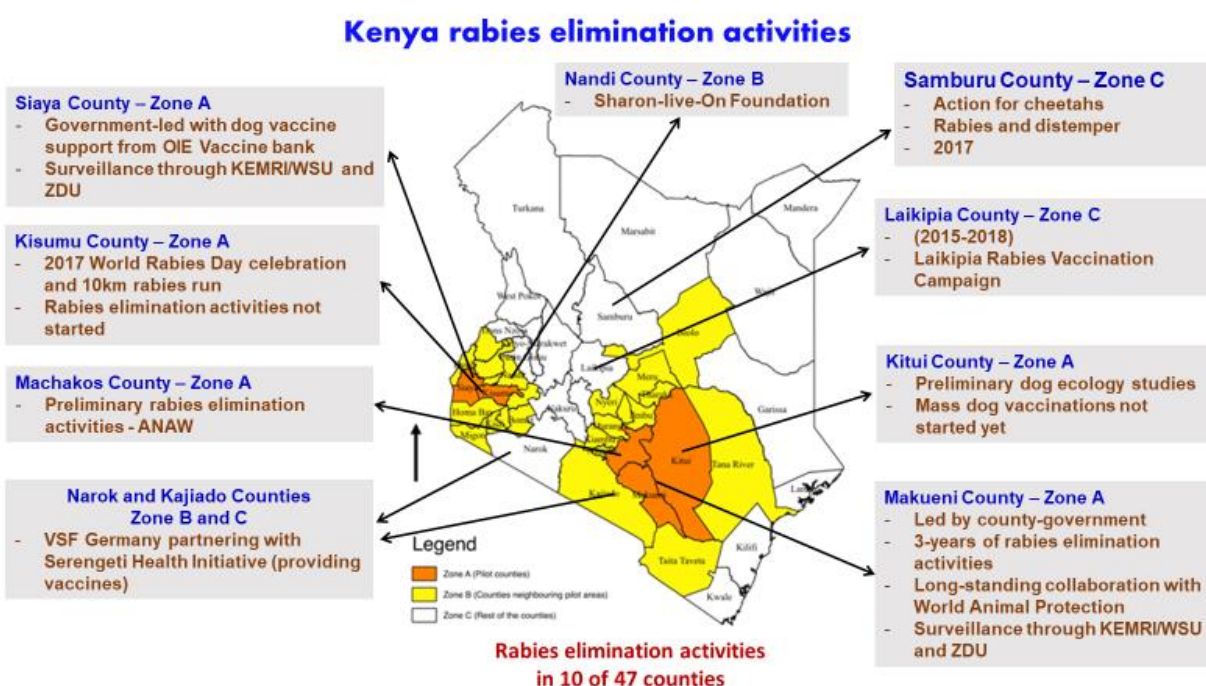 Kenya rabies elimination activities
Siaya County – Zone A
- Government-led with dog vaccine
support from OIE Vaccine bank
- Surveillance through KEMRI/WSU and
ZDU
Kisumu County – Zone A
- 2017 World Rabies Day celebration
and 10km rabies run
- Rabies elimination activities not
started
Machakos County – Zone A
- Preliminary rabies elimination
activities - ANAW
Narok and Kajiado Counties
Zone B and C
- VSF Germany partnering with
Serengeti Health Initiative (providing
vaccines)
Nandi County – Zone B
- Sharon-live-On Foundation
Samburu County – Zone C
- Action for cheetahs
- Rabies and distemper
- 2017
Laikipia County – Zone C
- (2015-2018)
- Laikipia Rabies Vaccination
Campaign
Kitui County – Zone A
- Preliminary dog ecology studies
- Mass dog vaccinations not
started yet
Makueni County – Zone A
- Led by county-government
- 3-years of rabies elimination
activities
- Long-standing collaboration with
World Animal Protection
- Surveillance through KEMRI/WSU
and ZDU
Turkana
Marsabit
Mandera
Wajir
West Pokot
Samburu
Isiolo
Laikipia
Meru
Garissa
Nyeri
Embu
Nakuru
Homa Bay
Narok
Kitui
Tana River
Kajiado
Makueni
Taita Taveta
Kilifi
Kwale
Legend
Zone A (Pilot counties)
Zone B (Counties neighbouring pilot areas)
Zone C (Rest of the counties)
Rabies elimination activities
in 10 of 47 counties